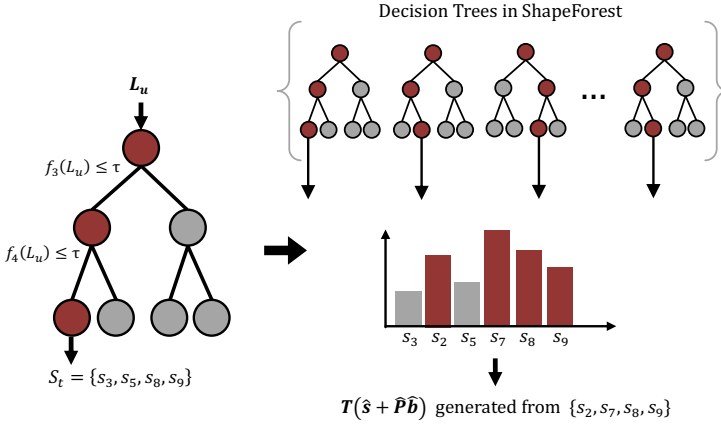 Decision Trees in ShapeForest
L_u
f_3(L_u) ≤ τ
...
f_4(L_u) ≤ τ
s_3 s_2 s_5 s_7 s_8 s_9
S_t = {s_3, s_5, s_8, s_9}
T(ŝ + P̂b̂) generated from {s_2, s_7, s_8, s_9}